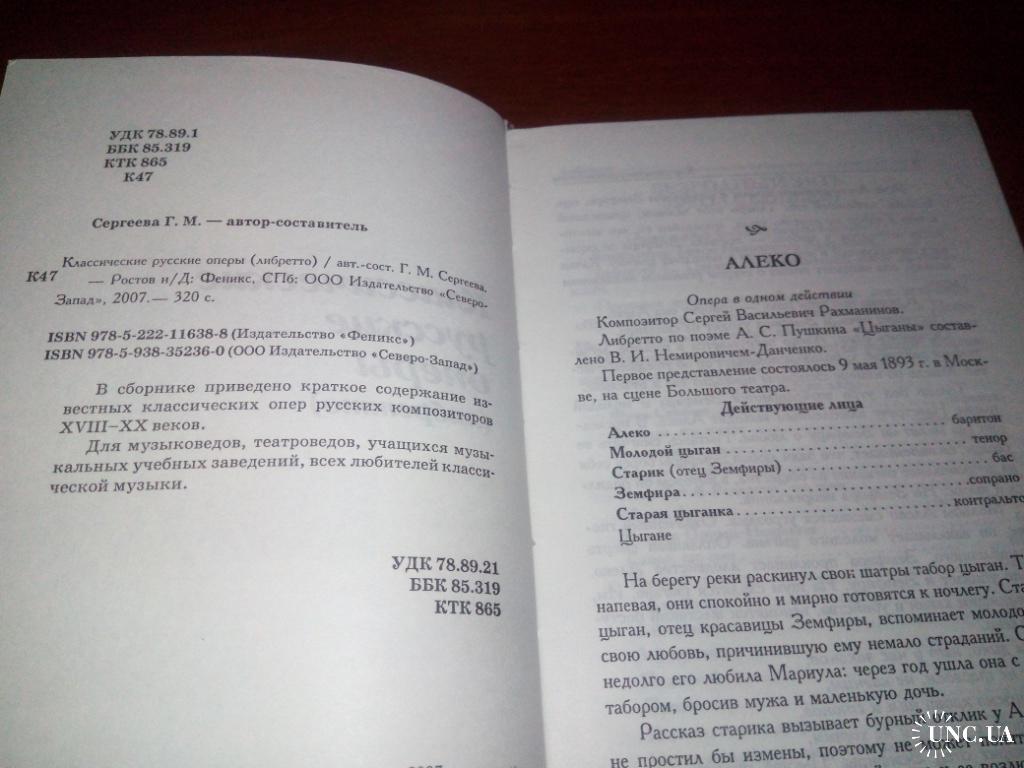 УДК 78.89.1
ББК 85.319
КТК 865
К47
Сергеева Г. М. — автор-составитель
Классические русские оперы (либретто) / авт.-сост. Г. М. Сергеева.
К47
— Ростов н/Д: Феникс, СПб: ООО Издательство «Северо-
Запад», 2007.— 320 с.
ISBN 978-5-222-11638-8 (Издательство «Феникс»)
ISBN 978-5-938-35236-0 (ООО Издательство «Северо-Запад»)
В сборнике приведено краткое содержание из-
вестных классических опер русских композиторов
XVIII–XX веков.
Для музыковедов, театроведов, учащихся музы-
кальных учебных заведений, всех любителей класси-
ческой музыки.
УДК 78.89.21
ББК 85.319
КТК 865
АЛЕКО
Опера в одном действии
Композитор Сергей Васильевич Рахманинов.
Либретто по поэме А. С. Пушкина «Цыганы» состав-
лено В. И. Немировичем-Данченко.
Первое представление состоялось 9 мая 1893 г. в Моск-
ве, на сцене Большого театра.
Действующие лица
Алеко ........ баритон
Молодой цыган ........ тенор
Старик (отец Земфиры) ........ бас
Земфира ........ сопрано
Старая цыганка ........ контральто
Цыгане
На берегу реки раскинул свои шатры табор цыган.
напевая, они спокойно и мирно готовятся к ночлегу.
цыган, отец красавицы Земфиры, вспоминает
свою любовь, причинившую ему немало страданий.
недолго его любила Мариула: через год ушла она с
табором, бросив мужа и маленькую дочь.
Рассказ старика вызывает бурный отклик у
не простил бы измены, поэтому не может
UNC.UA